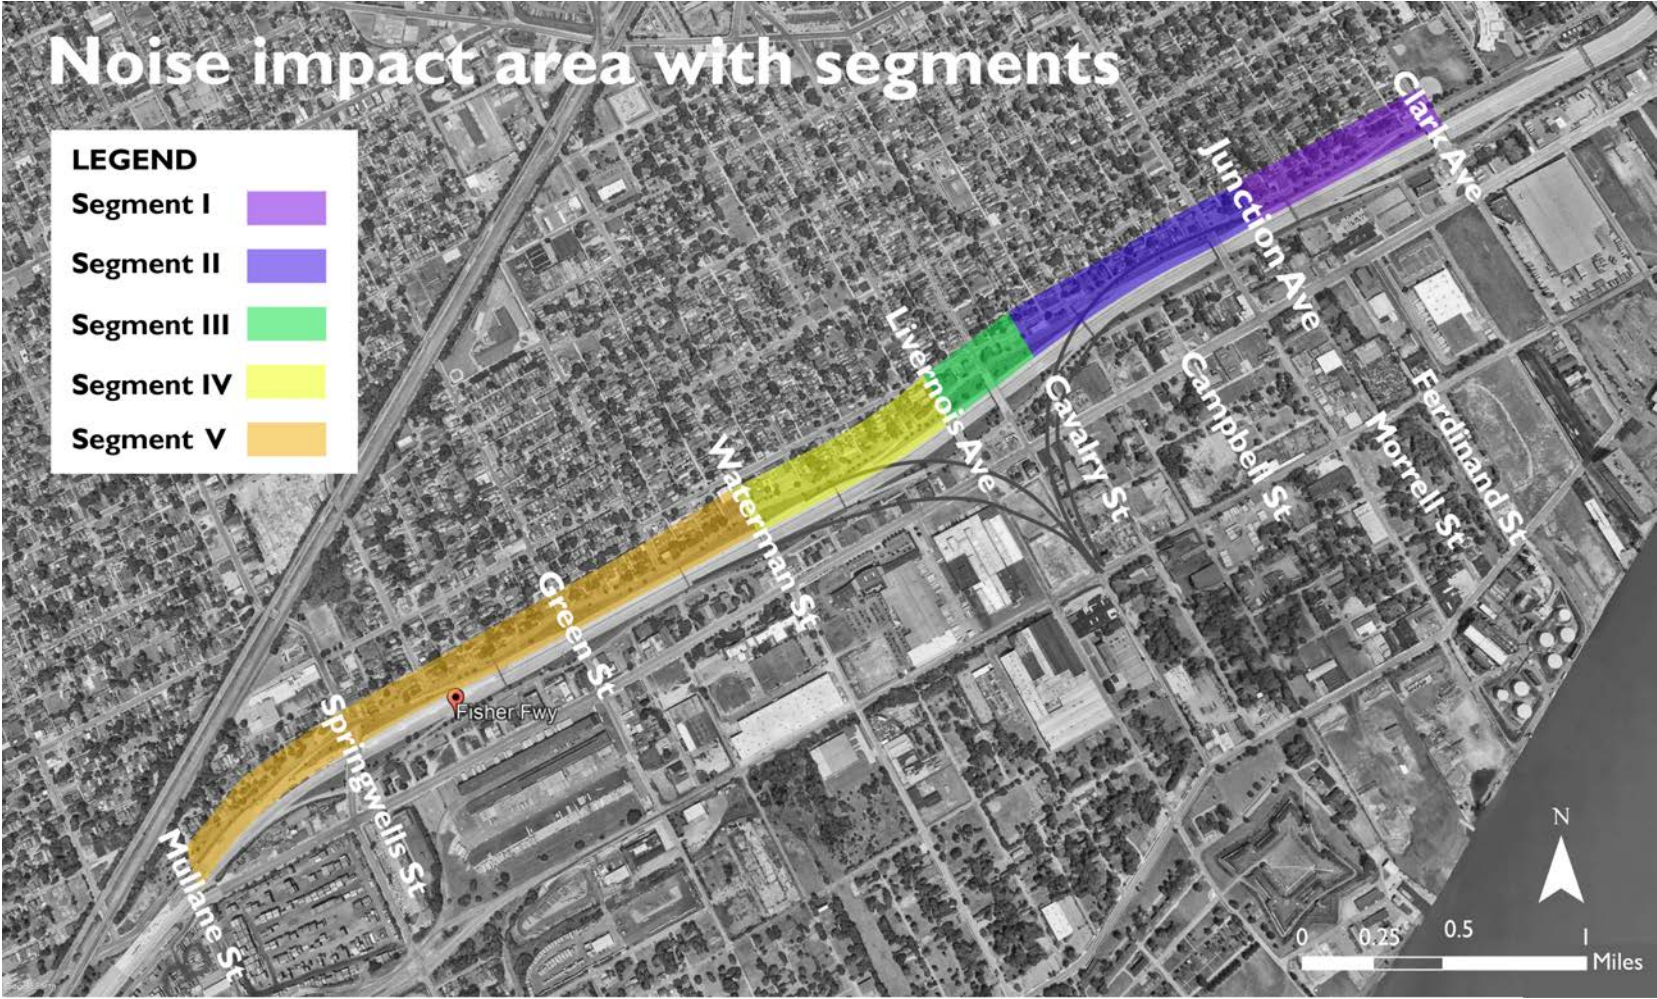 Noise impact area with segments
LEGEND
Segment I
Segment II
Segment III
Segment IV
Segment V
Clark Ave
Junction Ave
Livernois Ave
Cavalry St
Campbell St
Morrell St
Ferdinand St
Waterman St
Green St
Springwells St
Mullane St
Fisher Fwy
N
0 0.25 0.5 1
Miles